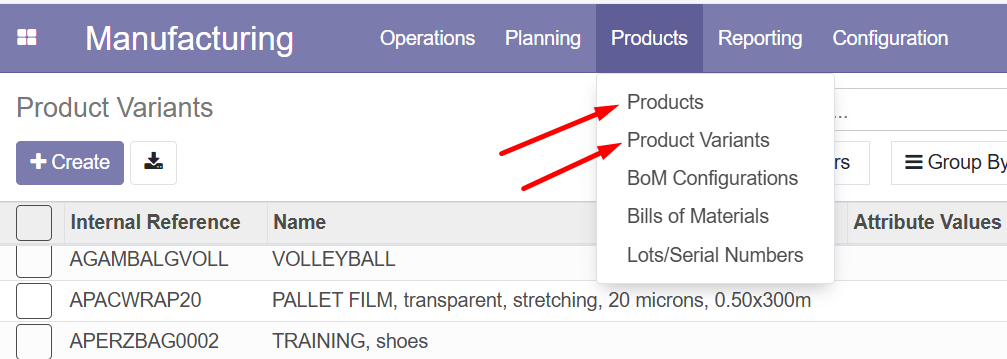 Manufacturing Operations Planning Products Reporting Configuration
Product Variants
Products
...
Product Variants
+ Create
rs
Group By
BoM Configurations
Bills of Materials
Internal Reference Name Attribute Values
Lots/Serial Numbers
AGAMBALGVOLL VOLLEYBALL
APACWRAP20 PALLET FILM, transparent, stretching, 20 microns, 0.50x300m
APERZBAG0002 TRAINING, shoes